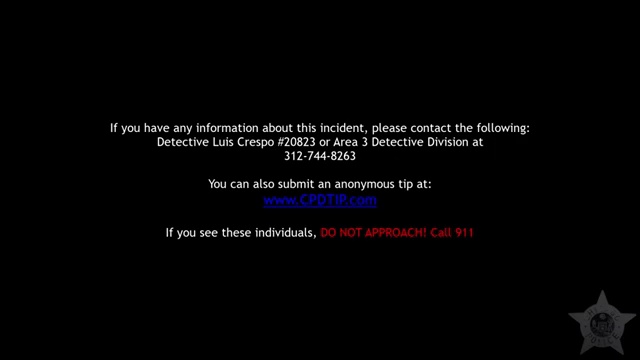 If you have any information about this incident, please contact the following:
Detective Luis Crespo #20823 or Area 3 Detective Division at
312-744-8263
You can also submit an anonymous tip at:
www.CPDTIP.com
If you see these individuals, DO NOT APPROACH! Call 911